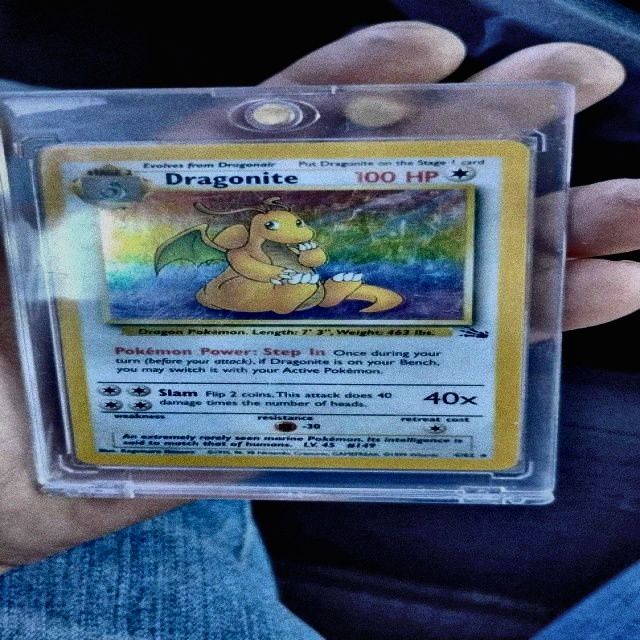 Evolves from Dragonair Put Dragonite on the Stage 1 card
Dragonite 100 HP
Dragon Pokémon. Length: 7' 3", Weight: 463 lbs.
Pokémon Power: Step In Once during your
turn (before your attack), if Dragonite is on your Bench,
you may switch it with your Active Pokémon.
Slam Flip 2 coins. This attack does 40 40x
damage times the number of heads.
weakness resistance retreat cost
-30
An extremely rarely seen marine Pokémon. Its intelligence is
said to match that of humans. LV. 45 #149